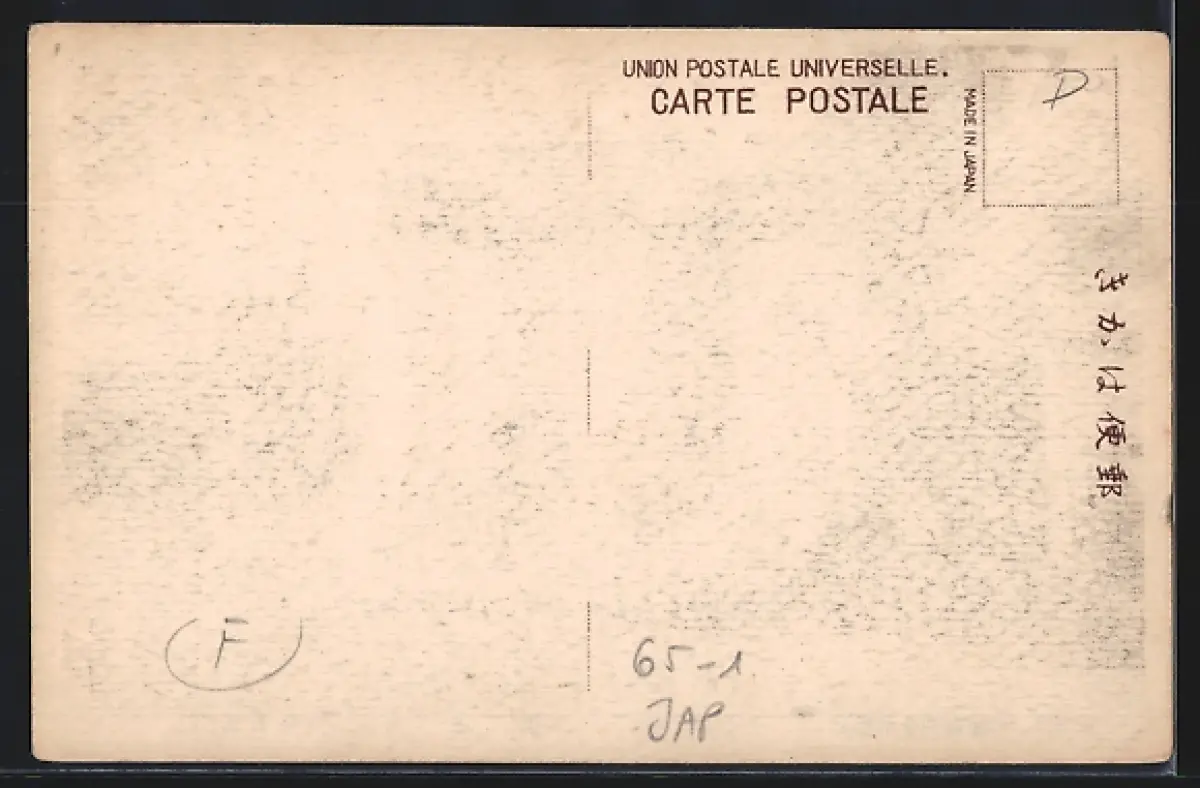 UNION POSTALE UNIVERSELLE.
CARTE POSTALE
MADE IN JAPAN
D
きかは便郵
F
65-1
JAP